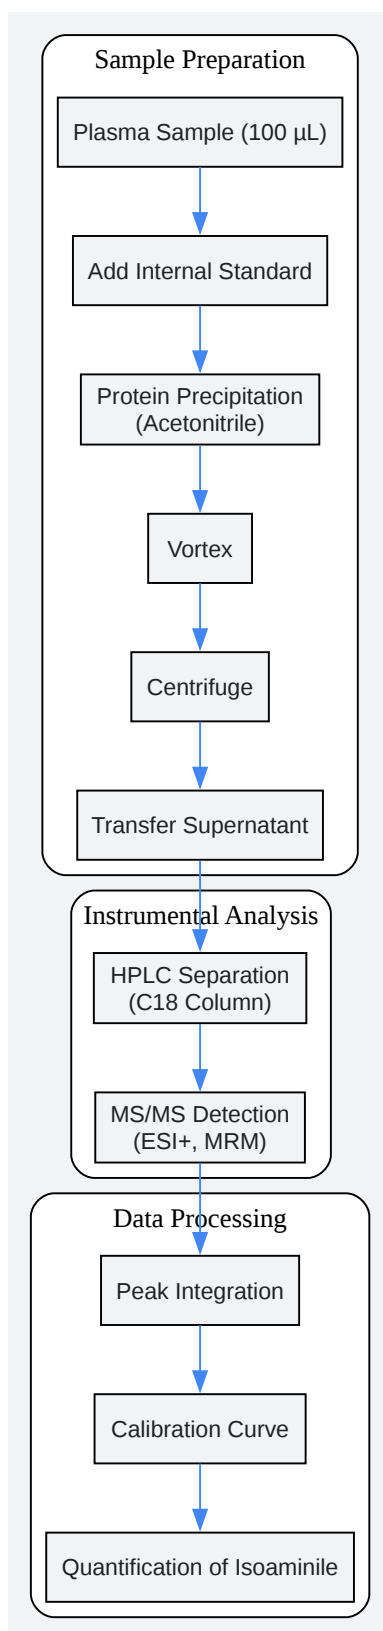 Sample Preparation
Plasma Sample (100 µL)
Add Internal Standard
Protein Precipitation
(Acetonitrile)
Vortex
Centrifuge
Transfer Supernatant
Instrumental Analysis
HPLC Separation
(C18 Column)
MS/MS Detection
(ESI+, MRM)
Data Processing
Peak Integration
Calibration Curve
Quantification of Isoaminile